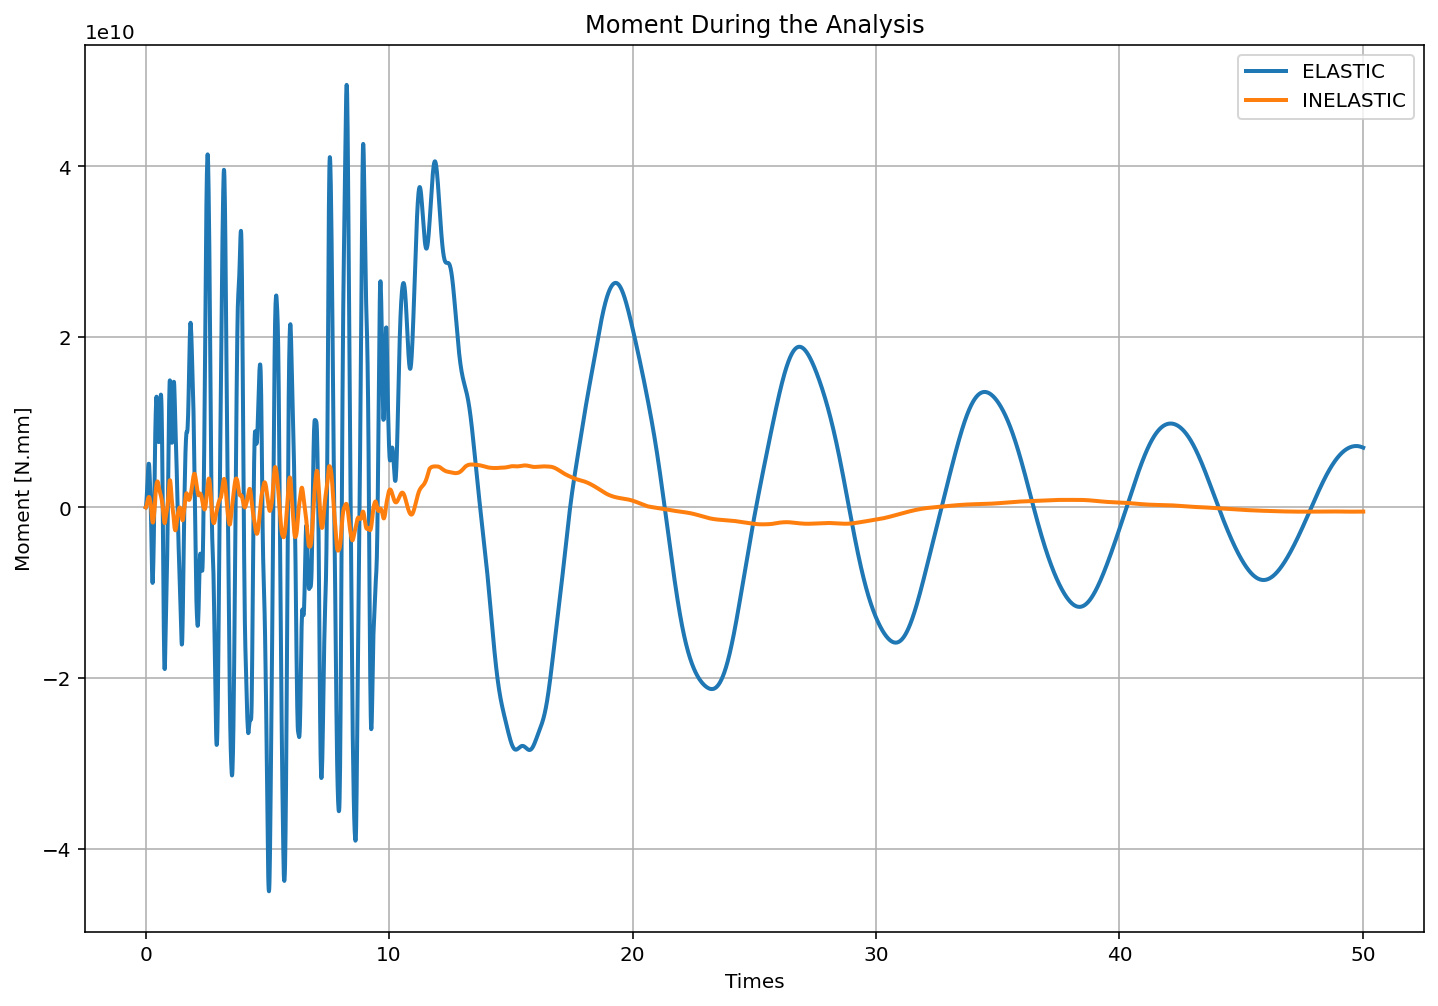 Moment During the Analysis
1e10
ELASTIC
INELASTIC
4
2
0
−2
−4
Moment [N.mm]
0 10 20 30 40 50
Times